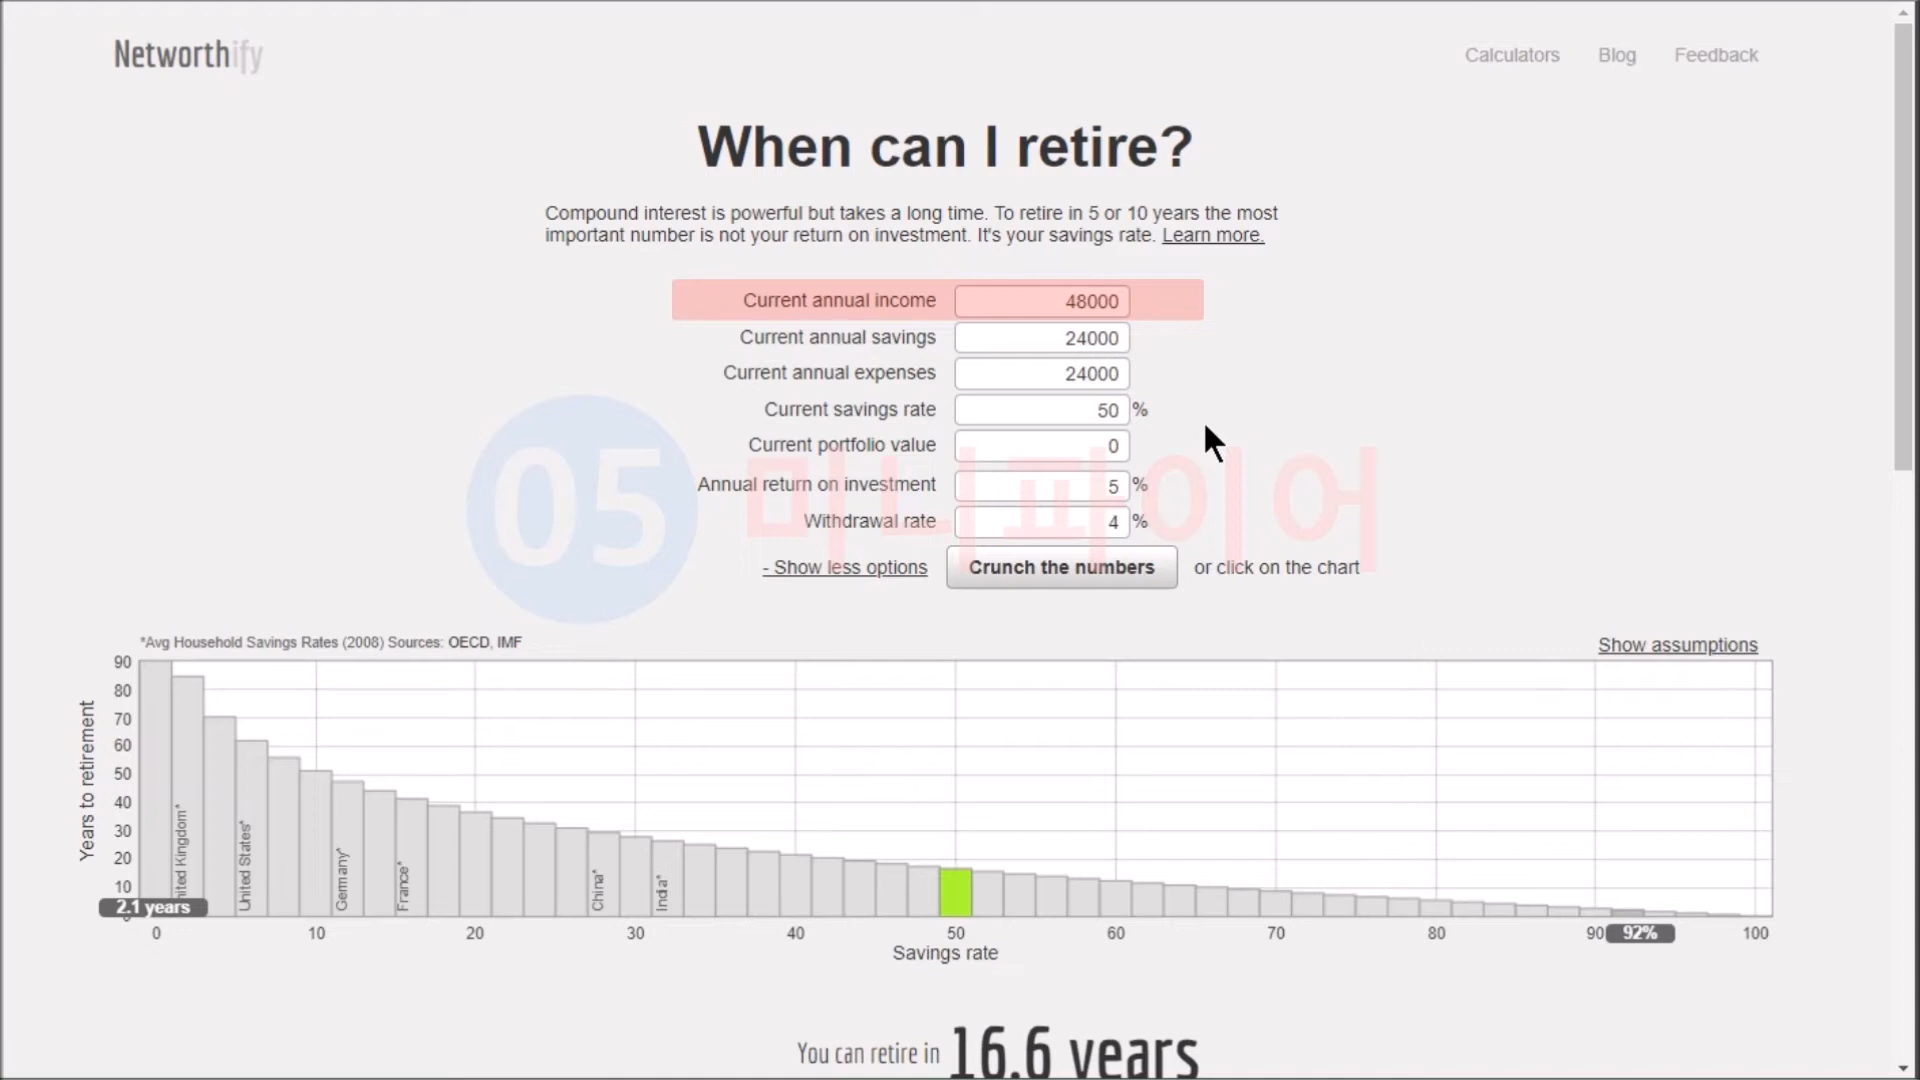 Networthify
Calculators Blog Feedback
When can I retire?
Compound interest is powerful but takes a long time. To retire in 5 or 10 years the most
important number is not your return on investment. It's your savings rate. Learn more.
Current annual income 48000
Current annual savings 24000
Current annual expenses 24000
Current savings rate 50 %
Current portfolio value 0
Annual return on investment 5 %
Withdrawal rate 4 %
05 미니파이어
- Show less options Crunch the numbers or click on the chart
*Avg Household Savings Rates (2008) Sources: OECD, IMF
Show assumptions
Years to retirement
90
80
70
60
50
40
30
20
10
2.1 years
ited Kingdom*
United States*
Germany*
France*
China*
India*
0 10 20 30 40 50 60 70 80 90 92% 100
Savings rate
You can retire in 16.6 years